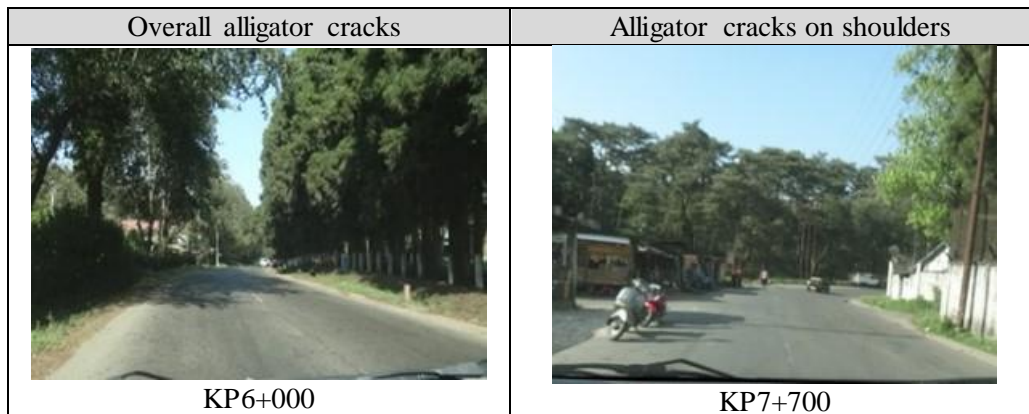 Overall alligator cracks
Alligator cracks on shoulders
KP6+000
KP7+700